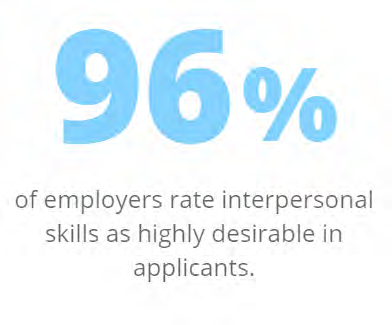 96%
of employers rate interpersonal
skills as highly desirable in
applicants.